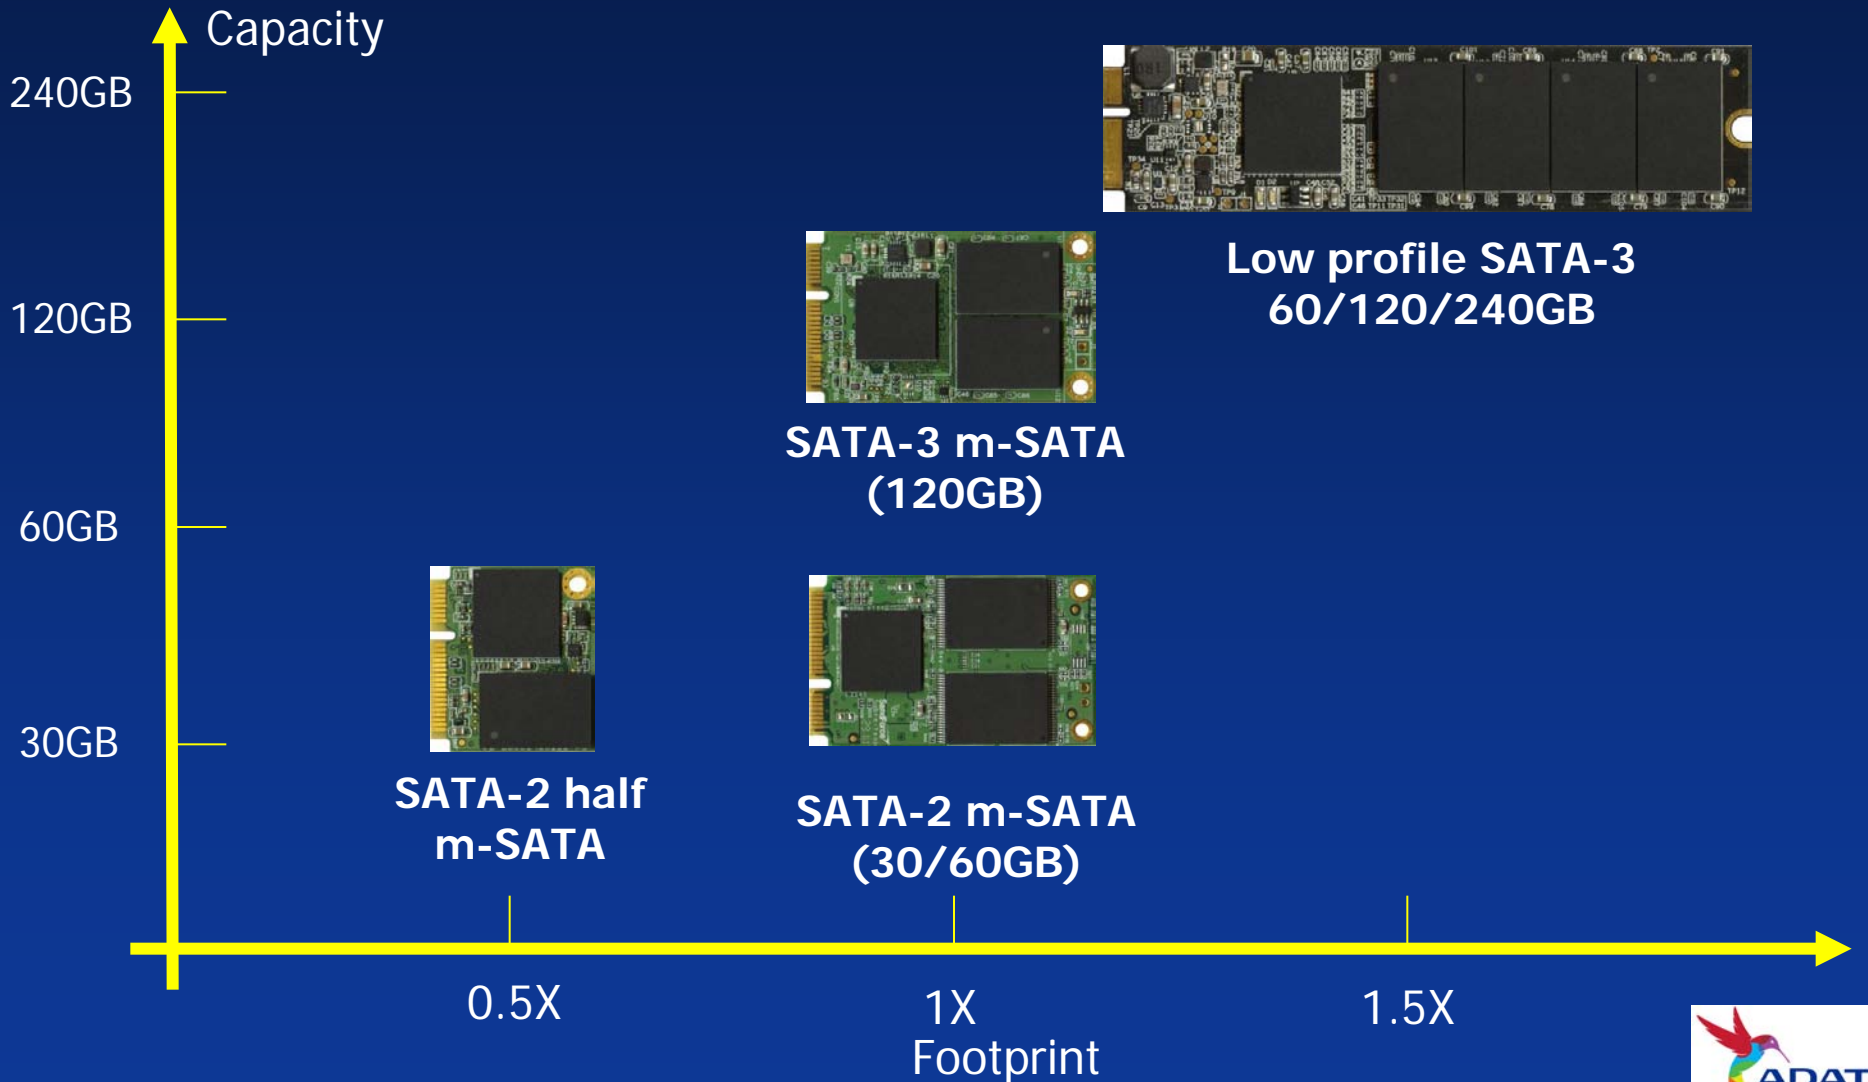 Capacity
240GB
120GB
60GB
30GB
Low profile SATA-3
60/120/240GB
SATA-3 m-SATA
(120GB)
SATA-2 half
m-SATA
SATA-2 m-SATA
(30/60GB)
0.5X
1X
1.5X
Footprint
ADAT